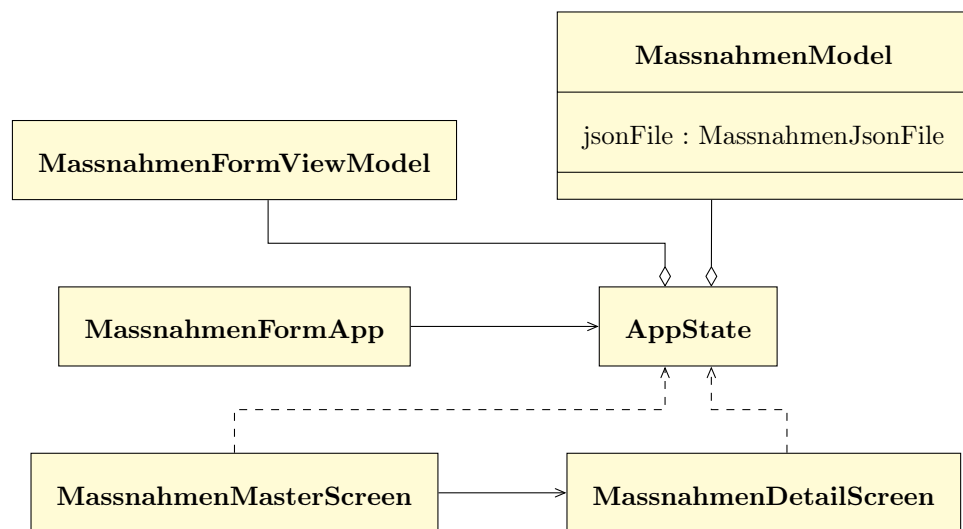 MassnahmenModel
jsonFile : MassnahmenJsonFile
MassnahmenFormViewModel
MassnahmenFormApp
AppState
MassnahmenMasterScreen
MassnahmenDetailScreen